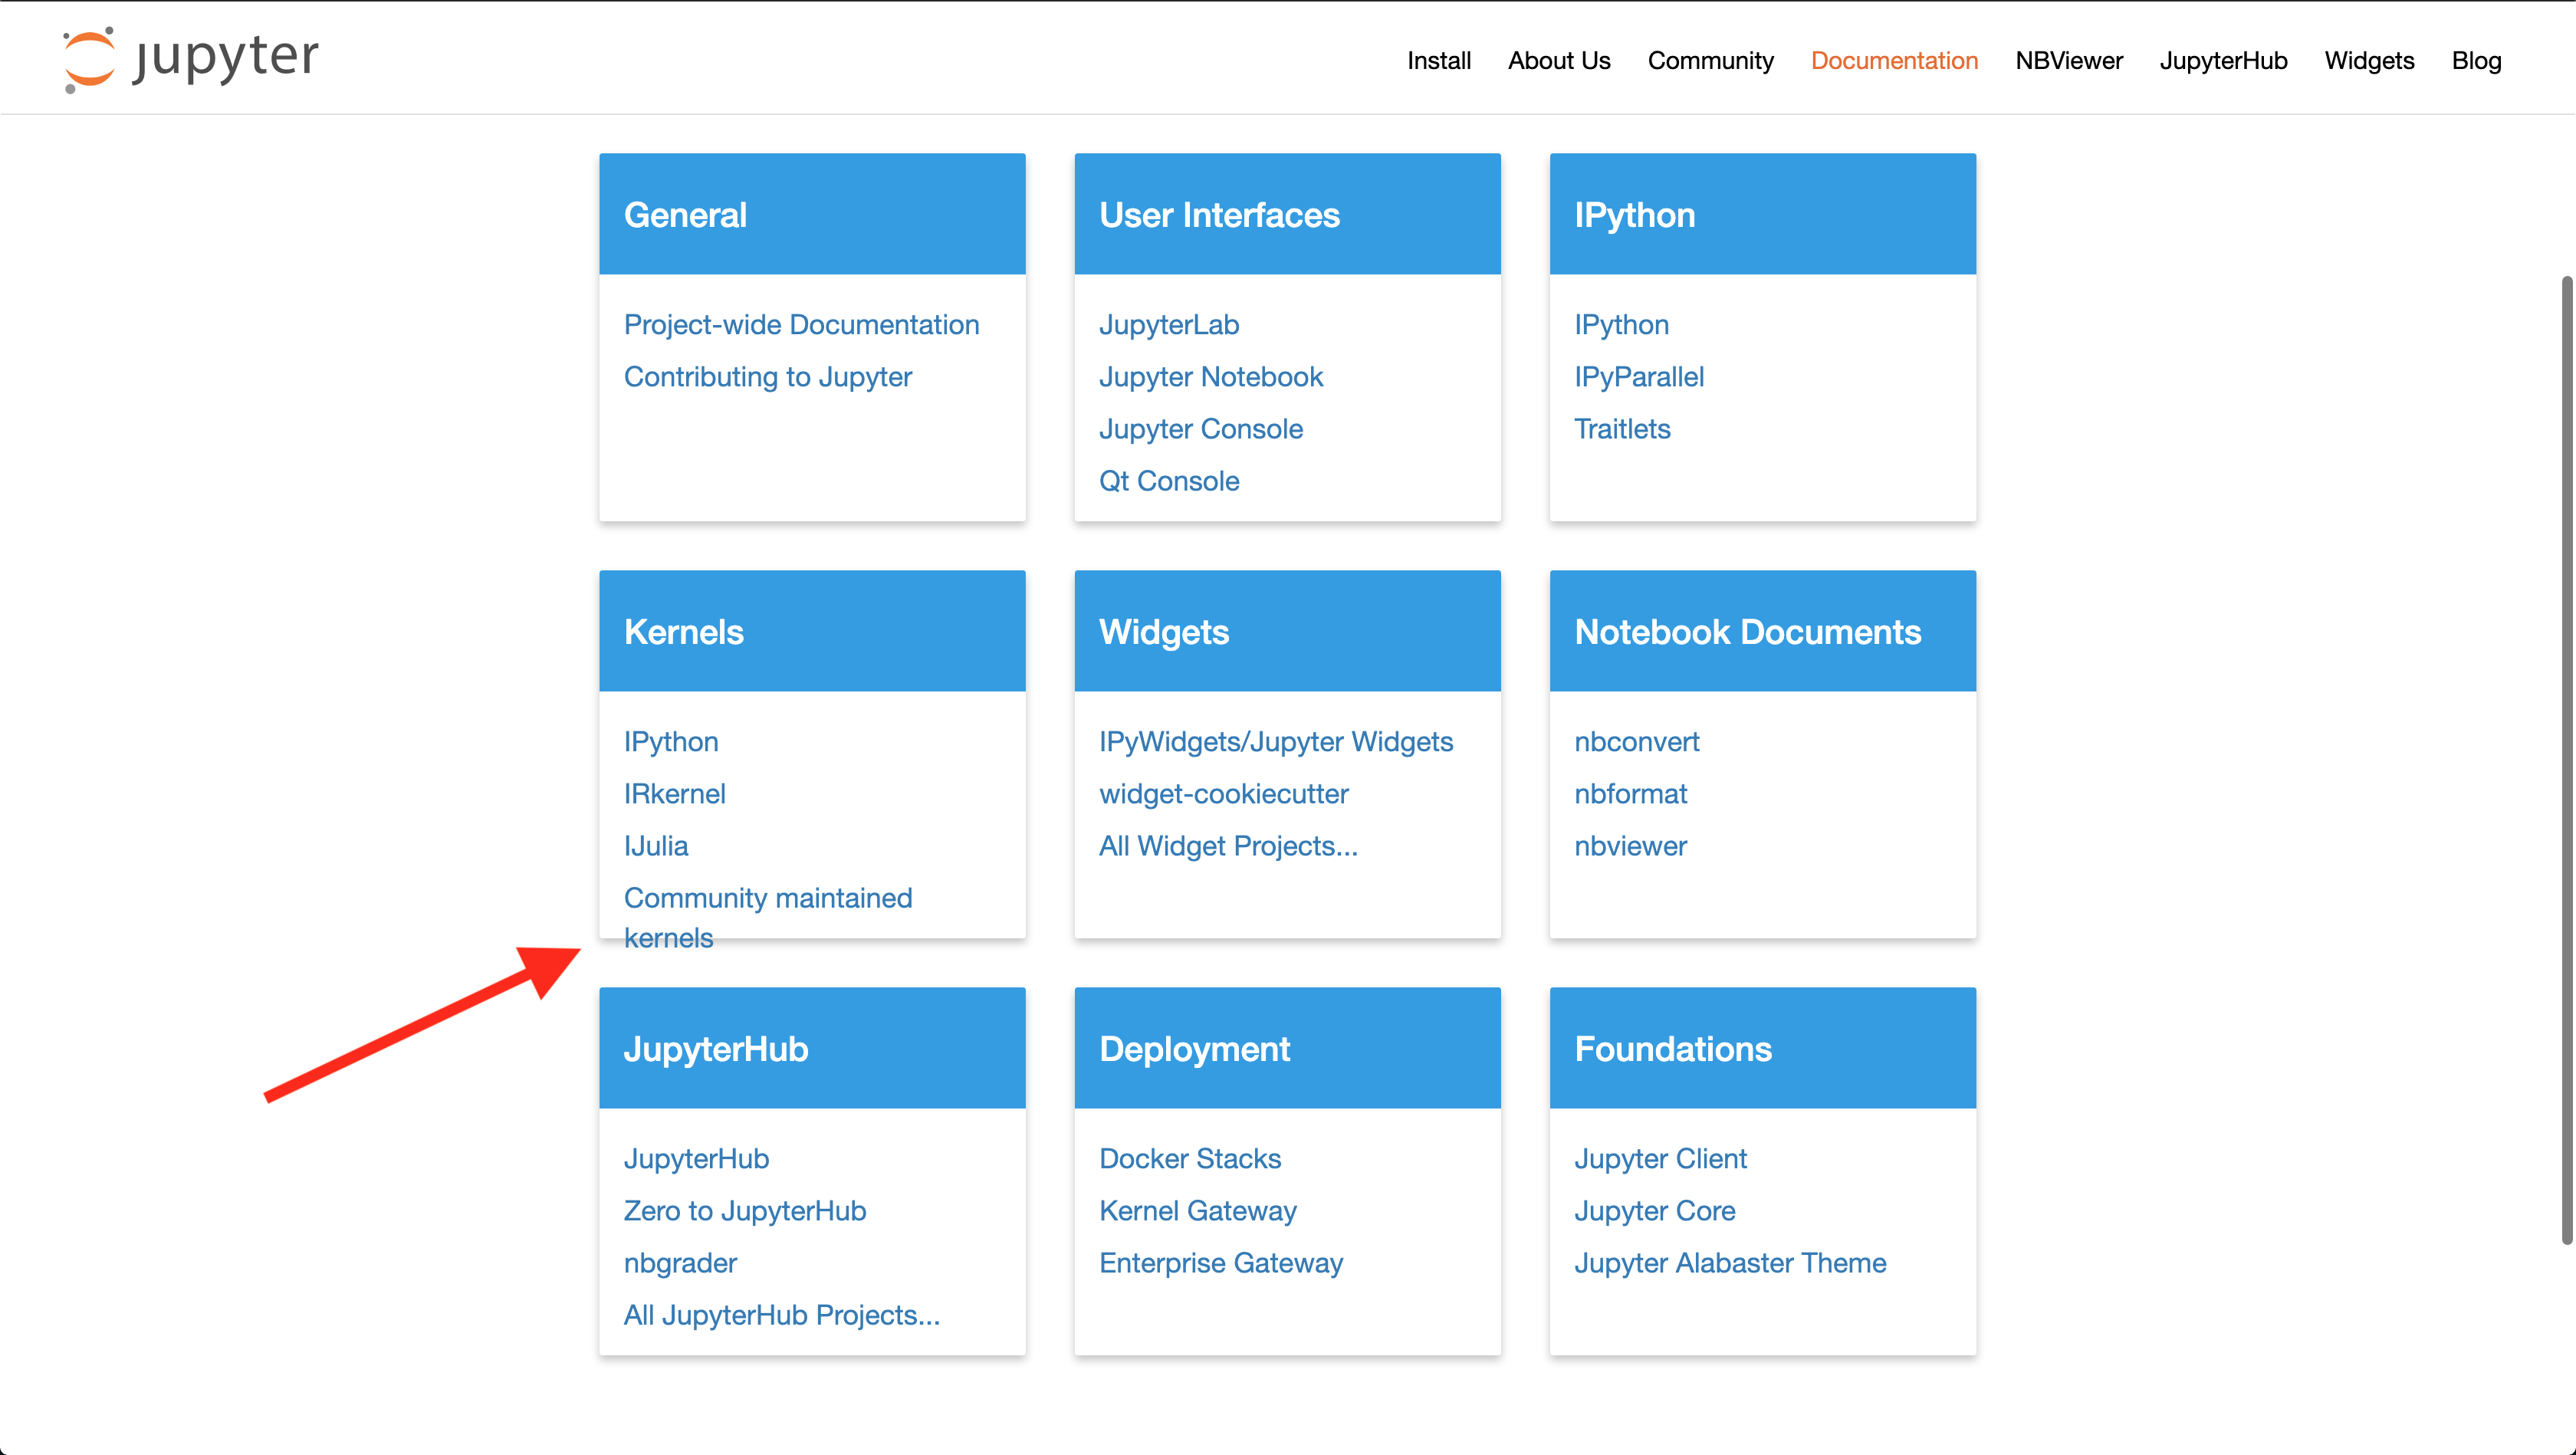 jupyter
Install About Us Community Documentation NBViewer JupyterHub Widgets Blog
General
Project-wide Documentation
Contributing to Jupyter
User Interfaces
JupyterLab
Jupyter Notebook
Jupyter Console
Qt Console
IPython
IPython
IPyParallel
Traitlets
Kernels
IPython
IRkernel
IJulia
Community maintained
kernels
Widgets
IPyWidgets/Jupyter Widgets
widget-cookiecutter
All Widget Projects...
Notebook Documents
nbconvert
nbformat
nbviewer
JupyterHub
JupyterHub
Zero to JupyterHub
nbgrader
All JupyterHub Projects...
Deployment
Docker Stacks
Kernel Gateway
Enterprise Gateway
Foundations
Jupyter Client
Jupyter Core
Jupyter Alabaster Theme